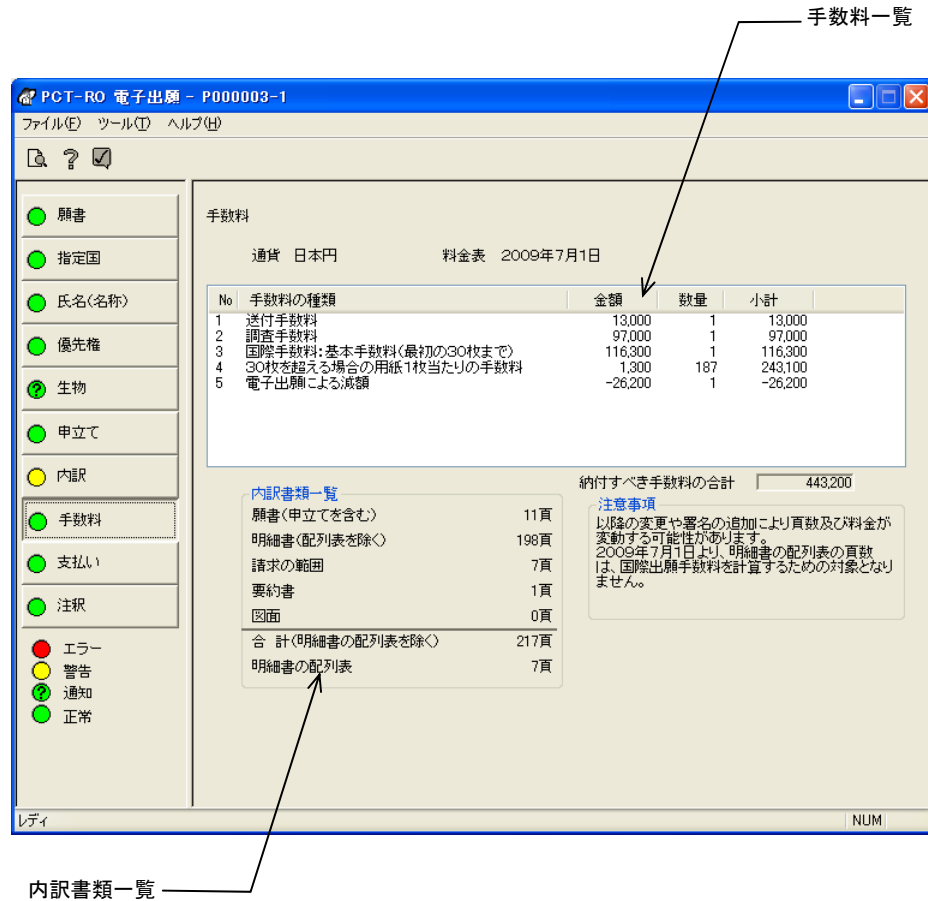 手数料一覧
PCT-RO 電子出願 - P000003-1
ファイル(F) ツール(T) ヘルプ(H)
願書
指定国
氏名(名称)
優先権
生物
申立て
内訳
手数料
支払い
注釈
エラー
警告
通知
正常
手数料
通貨 日本円 料金表 2009年7月1日
No 手数料の種類 金額 数量 小計
1 送付手数料 13,000 1 13,000
2 調査手数料 97,000 1 97,000
3 国際手数料:基本手数料(最初の30枚まで) 116,300 1 116,300
4 30枚を超える場合の用紙1枚当たりの手数料 1,300 187 243,100
5 電子出願による減額 -26,200 1 -26,200
納付すべき手数料の合計 443,200
内訳書類一覧
願書(申立てを含む) 11頁
明細書(配列表を除く) 198頁
請求の範囲 7頁
要約書 1頁
図面 0頁
合 計(明細書の配列表を除く) 217頁
明細書の配列表 7頁
注意事項
以降の変更や署名の追加により頁数及び料金が
変動する可能性があります。
2009年7月1日より、明細書の配列表の頁数
は、国際出願手数料を計算するための対象となり
ません。
レディ NUM
内訳書類一覧